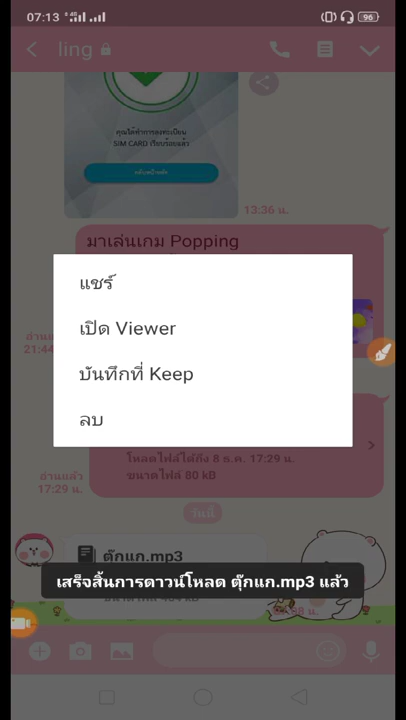 07:13
96
ling
คุณได้ทำการลงทะเบียน
SIM CARD เรียบร้อยแล้ว
กลับหน้าหลัก
13:36 น.
มาเล่นเกม Popping
แชร์
เปิด Viewer
บันทึกที่ Keep
ลบ
21:44
โหลดไฟล์ได้ถึง 8 ธ.ค. 17:29 น.
ขนาดไฟล์ 80 kB
อ่านแล้ว
17:29 น.
วันนี้
ตุ๊กแก.mp3
เสร็จสิ้นการดาวน์โหลด ตุ๊กแก.mp3 แล้ว